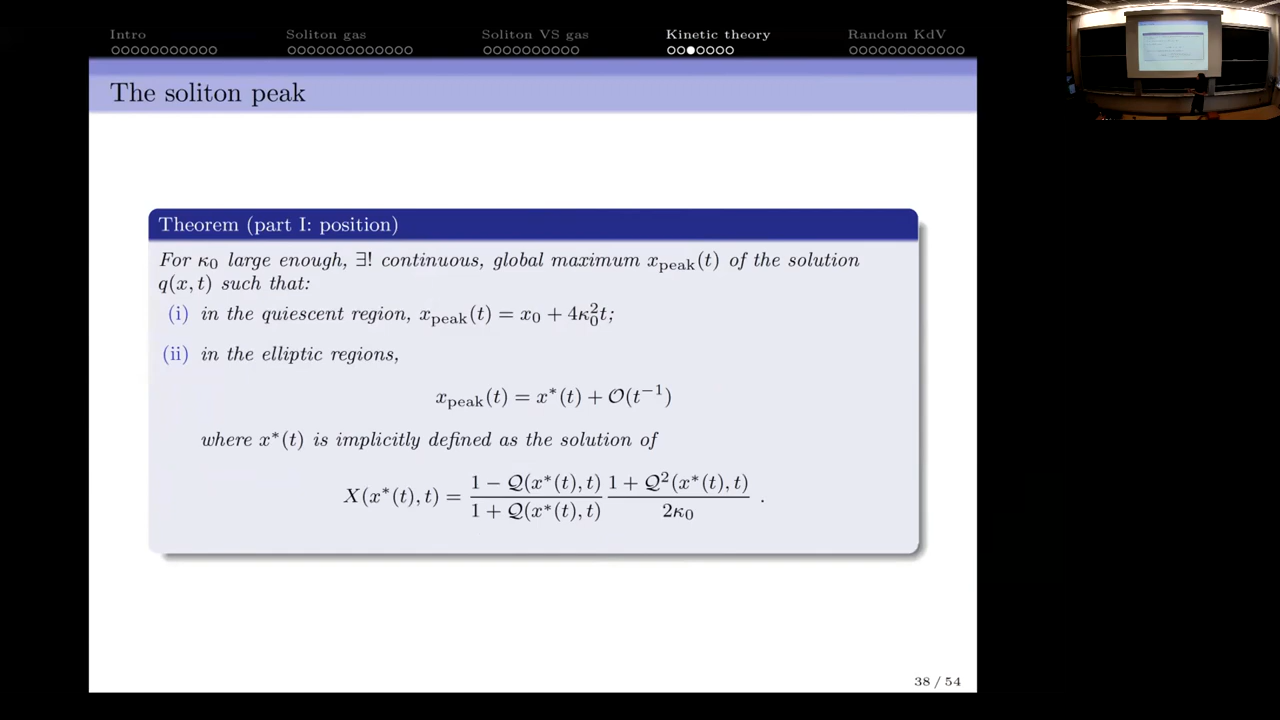 Intro Soliton gas Soliton VS gas Kinetic theory Random KdV
The soliton peak
Theorem (part I: position)
For κ₀ large enough, ∃! continuous, global maximum x_peak(t) of the solution
q(x, t) such that:
(i) in the quiescent region, x_peak(t) = x₀ + 4κ₀²t;
(ii) in the elliptic regions,
x_peak(t) = x*(t) + 𝒪(t⁻¹)
where x*(t) is implicitly defined as the solution of
X(x*(t), t) = \frac{1 − 𝒬(x*(t), t)}{1 + 𝒬(x*(t), t)} \frac{1 + 𝒬²(x*(t), t)}{2κ₀} .
38 / 54